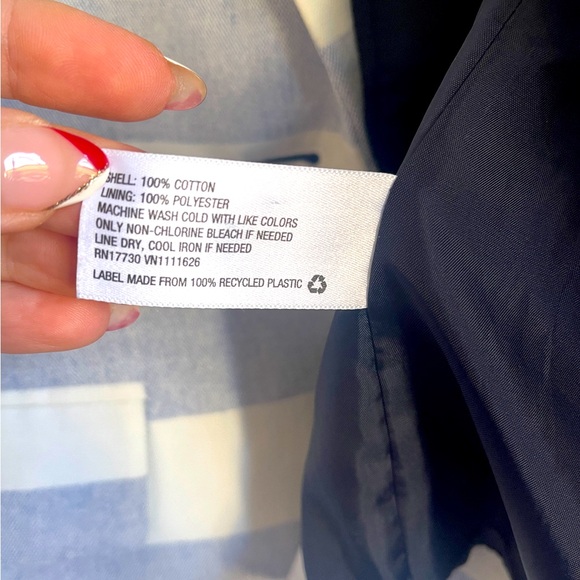 SHELL: 100% COTTON
LINING: 100% POLYESTER
MACHINE WASH COLD WITH LIKE COLORS
ONLY NON-CHLORINE BLEACH IF NEEDED
LINE DRY, COOL IRON IF NEEDED
RN17730 VN1111626
LABEL MADE FROM 100% RECYCLED PLASTIC